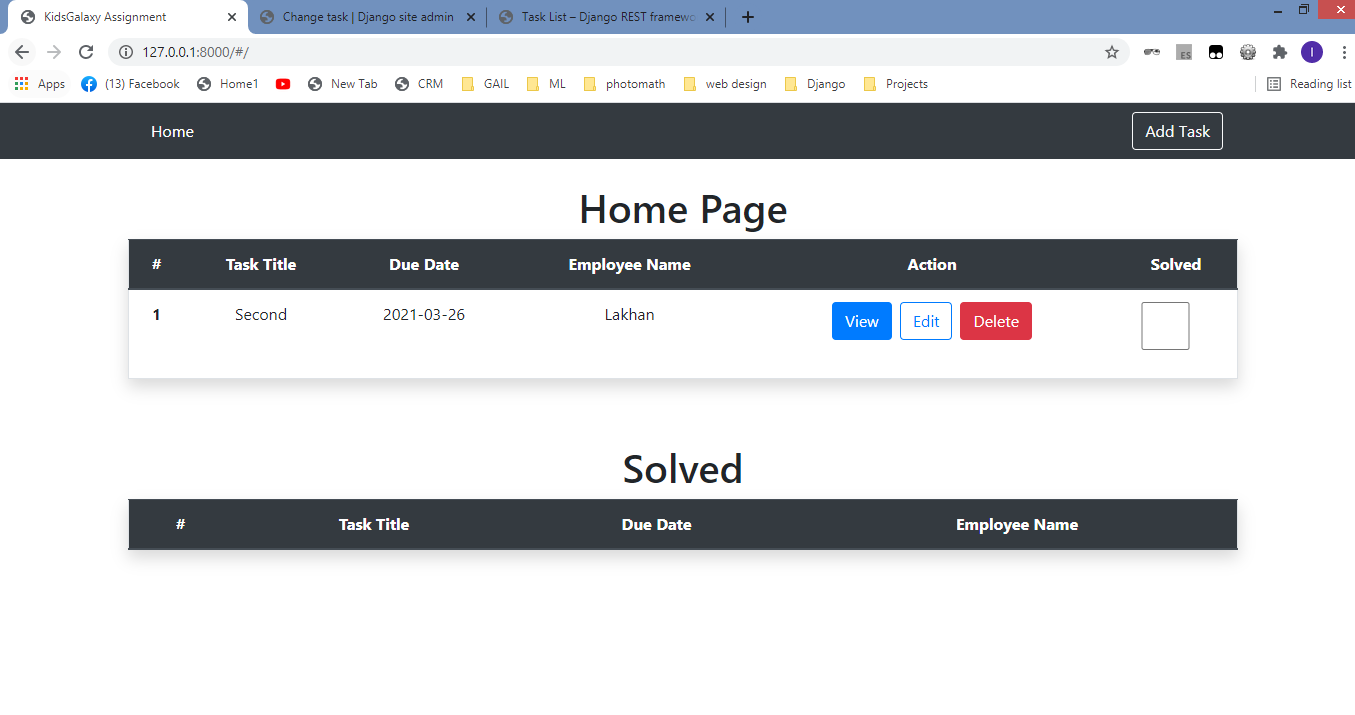 KidsGalaxy Assignment Change task | Django site admin Task List – Django REST framewo
127.0.0.1:8000/#/ ES I
Apps (13) Facebook Home1 New Tab CRM GAIL ML photomath web design Django Projects Reading list
Home Add Task
Home Page
# Task Title Due Date Employee Name Action Solved
1 Second 2021-03-26 Lakhan View Edit Delete
Solved
# Task Title Due Date Employee Name